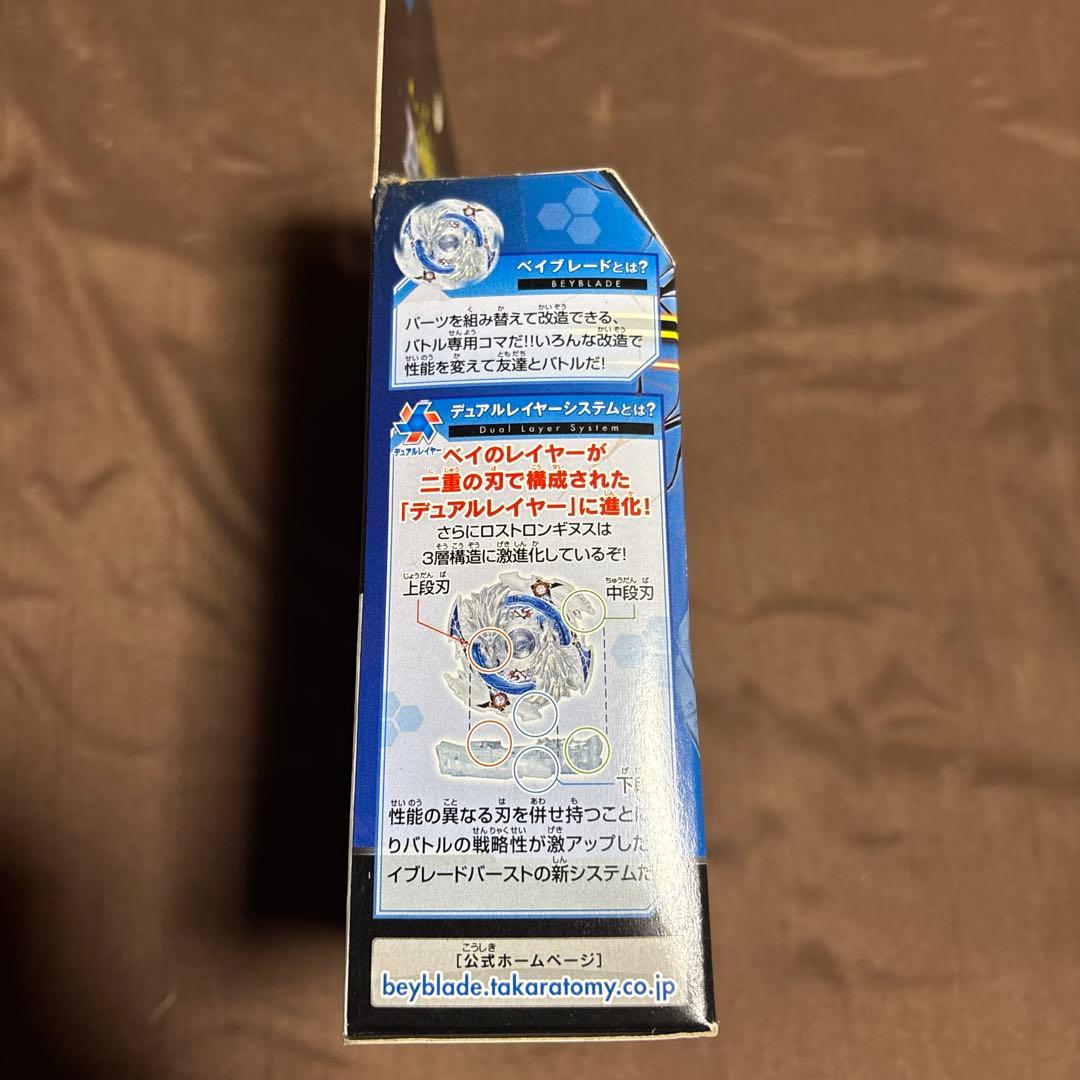 ベイブレードとは?
BEYBLADE
パーツを組み替えて改造できる、
バトル専用コマだ!!いろんな改造で
性能を変えて友達とバトルだ!
デュアルレイヤーシステムとは?
Dual Layer System
デュアルレイヤー
ベイのレイヤーが
二重の刃で構成された
「デュアルレイヤー」に進化!
さらにロストロンギヌスは
3層構造に激進化しているぞ!
上段刃
中段刃
下段
性能の異なる刃を併せ持つことに
りバトルの戦略性が激アップした
イブレードバーストの新システムだ
[公式ホームページ]
beyblade.takaratomy.co.jp